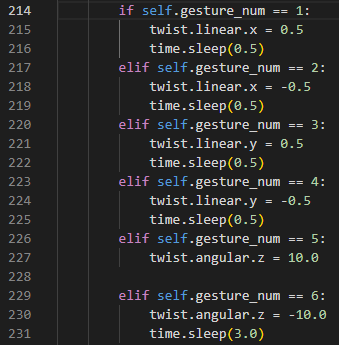 214 if self.gesture_num == 1:
215 twist.linear.x = 0.5
216 time.sleep(0.5)
217 elif self.gesture_num == 2:
218 twist.linear.x = -0.5
219 time.sleep(0.5)
220 elif self.gesture_num == 3:
221 twist.linear.y = 0.5
222 time.sleep(0.5)
223 elif self.gesture_num == 4:
224 twist.linear.y = -0.5
225 time.sleep(0.5)
226 elif self.gesture_num == 5:
227 twist.angular.z = 10.0
228
229 elif self.gesture_num == 6:
230 twist.angular.z = -10.0
231 time.sleep(3.0)